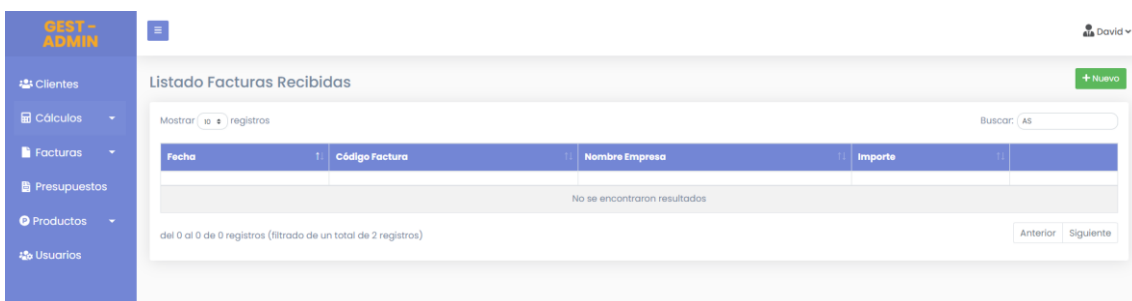 GEST -
ADMIN
David
Clientes
Cálculos
Facturas
Presupuestos
Productos
Usuarios
Listado Facturas Recibidas
+ Nuevo
Mostrar 10 registros
Buscar: AS
Fecha Código Factura Nombre Empresa Importe
No se encontraron resultados
del 0 al 0 de 0 registros (filtrado de un total de 2 registros)
Anterior Siguiente